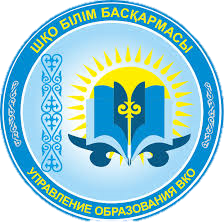 ШҚО БІЛІМ БАСҚАРМАСЫ
УПРАВЛЕНИЕ ОБРАЗОВАНИЯ ВКО